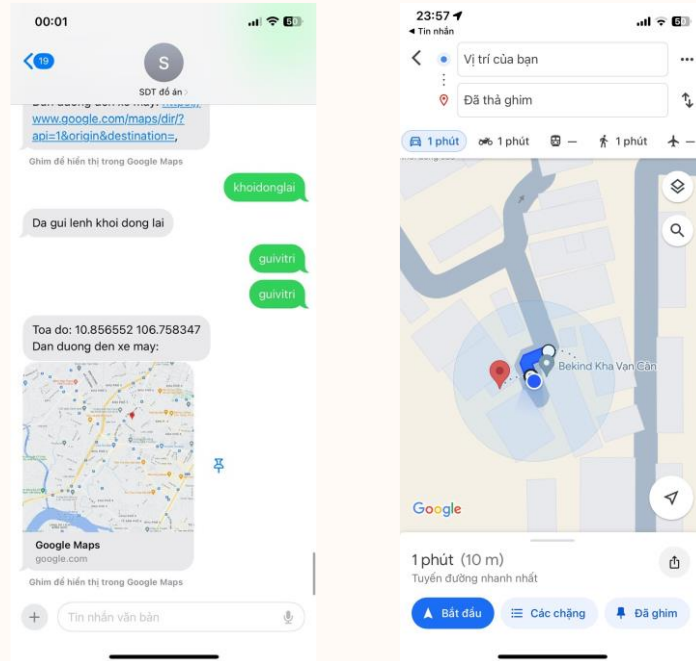 00:01
50
19
S
SDT đồ án
Dan duong den xe may: https://
www.google.com/maps/dir/?
api=1&origin&destination=,
Ghim để hiển thị trong Google Maps
khoidonglai
Da gui lenh khoi dong lai
guivitri
guivitri
Toa do: 10.856552 106.758347
Dan duong den xe may:
Google Maps
google.com
Ghim để hiển thị trong Google Maps
Tin nhắn văn bản
23:57
50
Tin nhắn
Vị trí của bạn
Đã thả ghim
1 phút
1 phút
—
1 phút
—
Bekind Kha Vạn Cân
Google
1 phút (10 m)
Tuyến đường nhanh nhất
Bắt đầu
Các chặng
Đã ghim